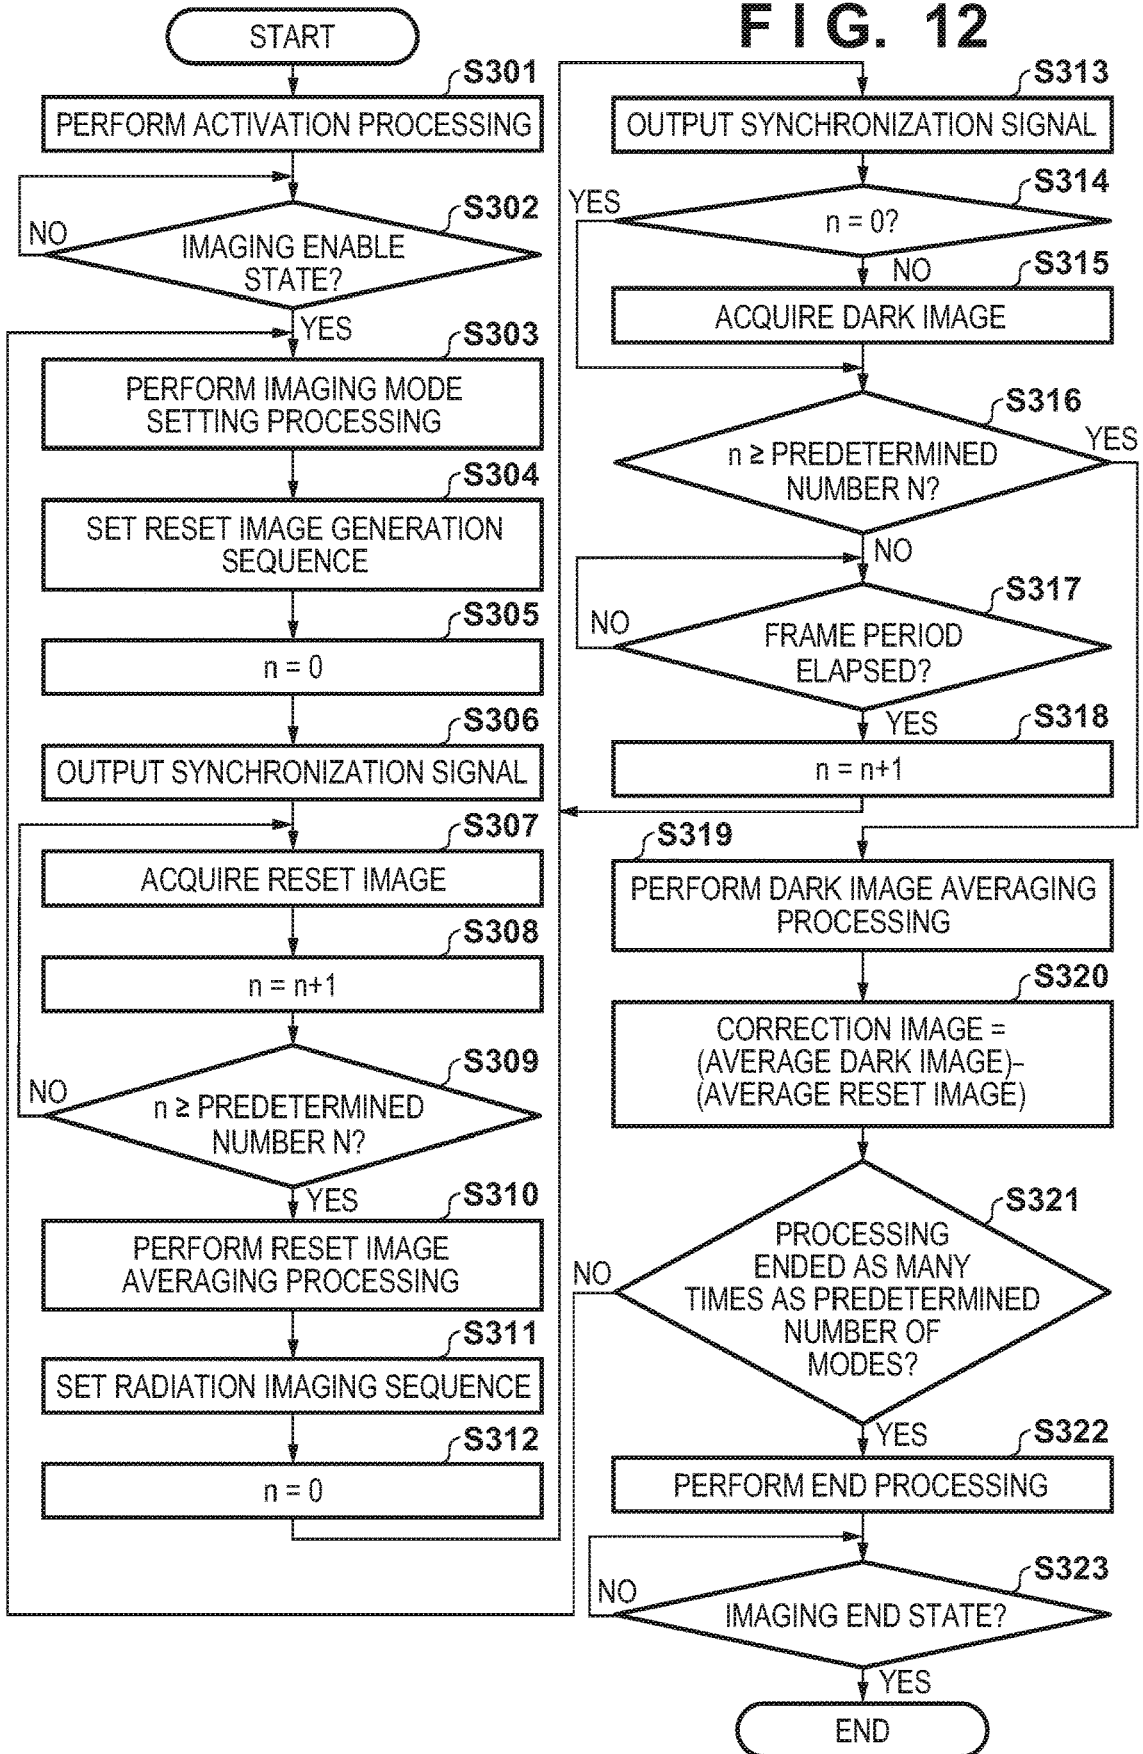 FIG. 12
START
S301
PERFORM ACTIVATION PROCESSING
S302
IMAGING ENABLE
STATE?
NO
YES
S303
PERFORM IMAGING MODE
SETTING PROCESSING
S304
SET RESET IMAGE GENERATION
SEQUENCE
S305
n = 0
S306
OUTPUT SYNCHRONIZATION SIGNAL
S307
ACQUIRE RESET IMAGE
S308
n = n+1
S309
n ≥ PREDETERMINED
NUMBER N?
NO
YES
S310
PERFORM RESET IMAGE
AVERAGING PROCESSING
S311
SET RADIATION IMAGING SEQUENCE
S312
n = 0
S313
OUTPUT SYNCHRONIZATION SIGNAL
S314
n = 0?
YES
NO
S315
ACQUIRE DARK IMAGE
S316
n ≥ PREDETERMINED
NUMBER N?
YES
NO
S317
FRAME PERIOD
ELAPSED?
NO
YES
S318
n = n+1
S319
PERFORM DARK IMAGE AVERAGING
PROCESSING
S320
CORRECTION IMAGE =
(AVERAGE DARK IMAGE)–
(AVERAGE RESET IMAGE)
S321
PROCESSING
ENDED AS MANY
TIMES AS PREDETERMINED
NUMBER OF
MODES?
NO
YES
S322
PERFORM END PROCESSING
S323
IMAGING END STATE?
NO
YES
END